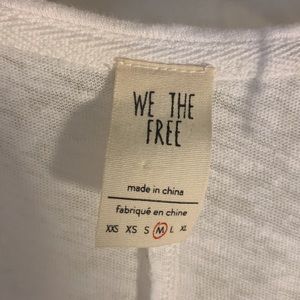 WE THE
FREE
made in china
fabriqué en chine
XXS XS S M L XL